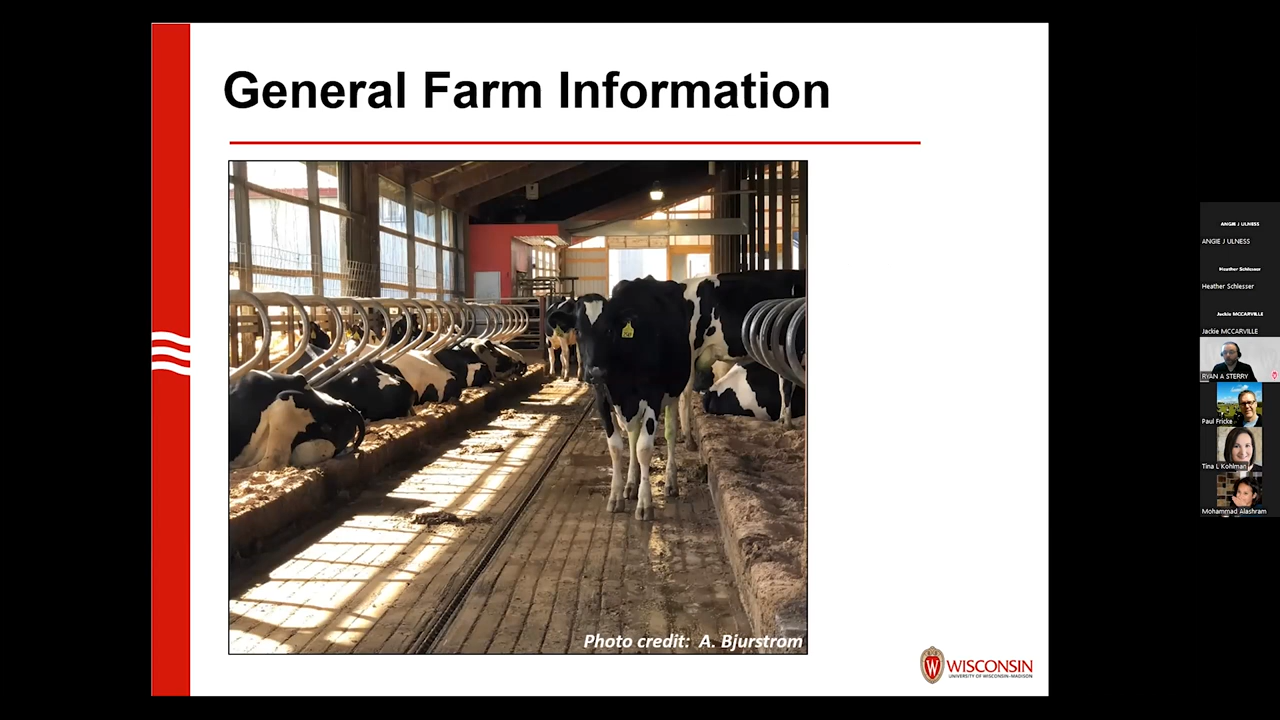 General Farm Information
Photo credit: A. Bjurstrom
WISCONSIN
UNIVERSITY OF WISCONSIN–MADISON
ANGIE J ULNESS
ANGIE J ULNESS
Heather Schlesser
Heather Schlesser
Jackie MCCARVILLE
Jackie MCCARVILLE
RYAN A STERRY
Paul Fricke
Tina L Kohlman
Mohammad Alashram